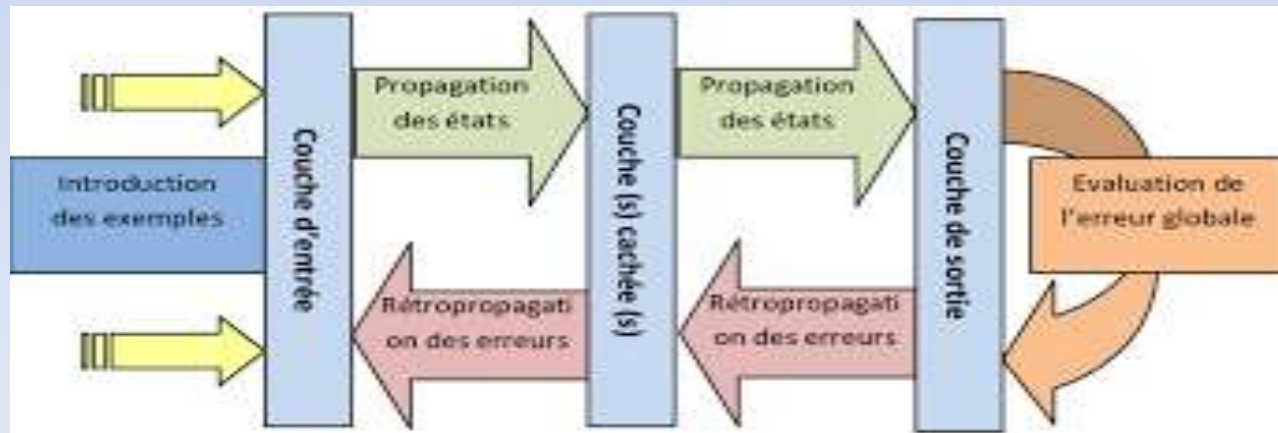 Introduction
des exemples
Couche d'entrée
Propagation
des états
Rétropropagati
on des erreurs
Couche (s) cachée (s)
Propagation
des états
Rétropropagati
on des erreurs
Couche de sortie
Evaluation de
l'erreur globale